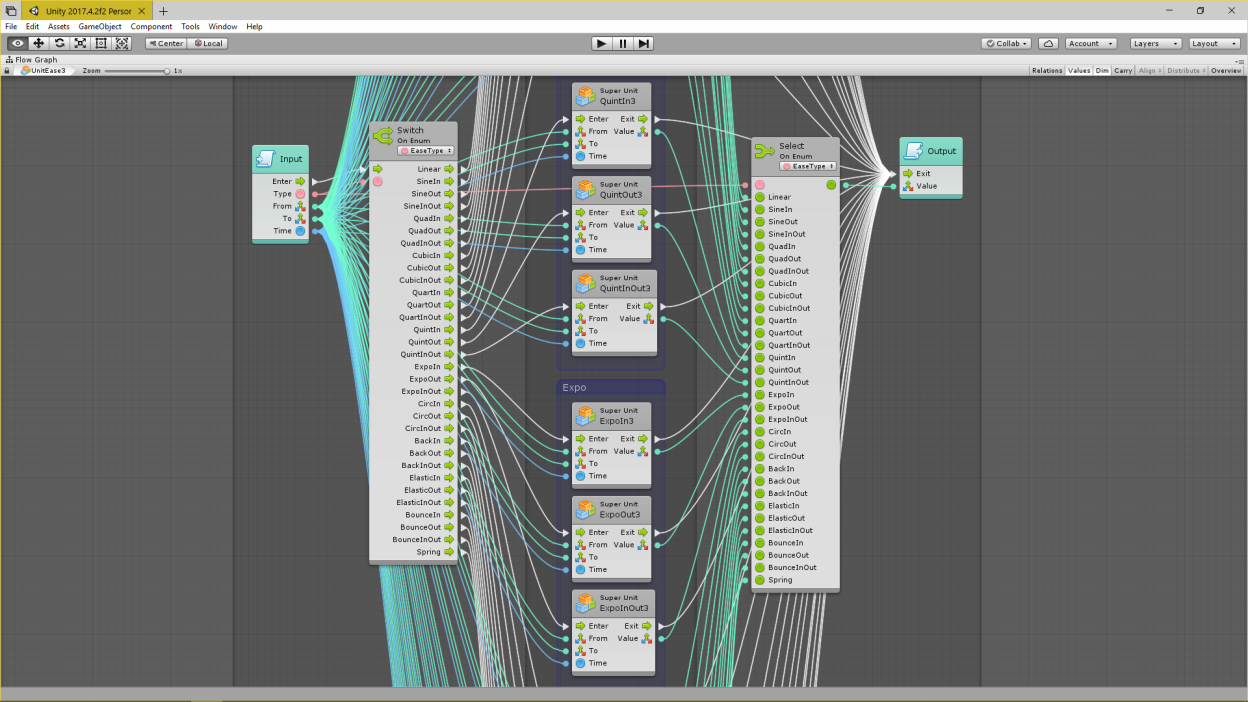 Unity 2017.4.2f2 Person
File Edit Assets GameObject Component Tools Window Help
Center Local
Collab Account Layers Layout
Flow Graph
UnitEase3 Zoom 1x
Relations Values Dim Carry Align Distribute Overview
Input
Enter
Type
From
To
Time
Switch
On Enum
EaseType
Linear
SineIn
SineOut
SineInOut
QuadIn
QuadOut
QuadInOut
CubicIn
CubicOut
CubicInOut
QuartIn
QuartOut
QuartInOut
QuintIn
QuintOut
QuintInOut
ExpoIn
ExpoOut
ExpoInOut
CircIn
CircOut
CircInOut
BackIn
BackOut
BackInOut
ElasticIn
ElasticOut
ElasticInOut
BounceIn
BounceOut
BounceInOut
Spring
Super Unit
QuintIn3
Enter Exit
From Value
To
Time
Super Unit
QuintOut3
Enter Exit
From Value
To
Time
Super Unit
QuintInOut3
Enter Exit
From Value
To
Time
Expo
Super Unit
ExpoIn3
Enter Exit
From Value
To
Time
Super Unit
ExpoOut3
Enter Exit
From Value
To
Time
Super Unit
ExpoInOut3
Enter Exit
From Value
To
Time
Select
On Enum
EaseType
Linear
SineIn
SineOut
SineInOut
QuadIn
QuadOut
QuadInOut
CubicIn
CubicOut
CubicInOut
QuartIn
QuartOut
QuartInOut
QuintIn
QuintOut
QuintInOut
ExpoIn
ExpoOut
ExpoInOut
CircIn
CircOut
CircInOut
BackIn
BackOut
BackInOut
ElasticIn
ElasticOut
ElasticInOut
BounceIn
BounceOut
BounceInOut
Spring
Output
Exit
Value